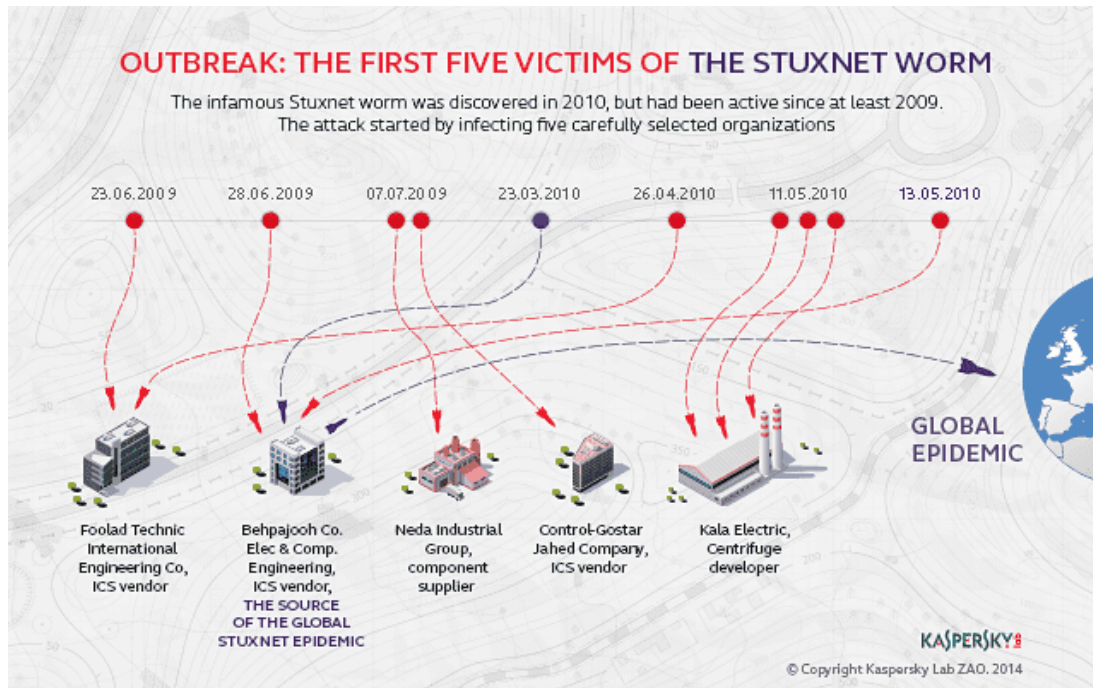 OUTBREAK: THE FIRST FIVE VICTIMS OF THE STUXNET WORM
The infamous Stuxnet worm was discovered in 2010, but had been active since at least 2009.
The attack started by infecting five carefully selected organizations
23.06.2009 28.06.2009 07.07.2009 23.03.2010 26.04.2010 11.05.2010 13.05.2010
GLOBAL
EPIDEMIC
Foolad Technic
International
Engineering Co,
ICS vendor
Behpajooh Co.
Elec & Comp.
Engineering,
ICS vendor,
THE SOURCE
OF THE GLOBAL
STUXNET EPIDEMIC
Neda Industrial
Group,
component
supplier
Control-Gostar
Jahed Company,
ICS vendor
Kala Electric,
Centrifuge
developer
KASPERSKY LAB
© Copyright Kaspersky Lab ZAO. 2014